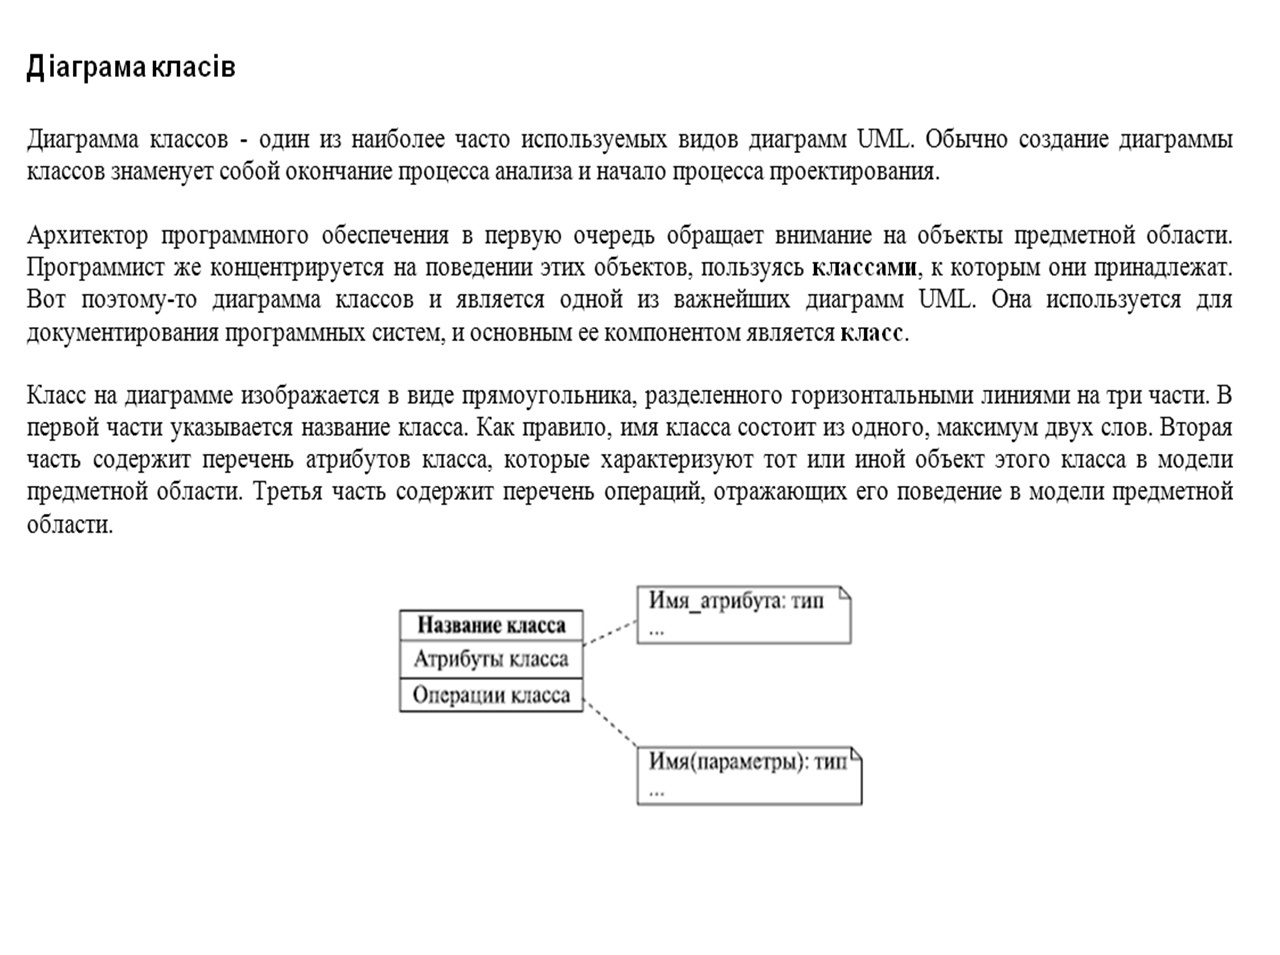 Діаграма класів
Диаграмма классов - один из наиболее часто используемых видов диаграмм UML. Обычно создание диаграммы
классов знаменует собой окончание процесса анализа и начало процесса проектирования.
Архитектор программного обеспечения в первую очередь обращает внимание на объекты предметной области.
Программист же концентрируется на поведении этих объектов, пользуясь классами, к которым они принадлежат.
Вот поэтому-то диаграмма классов и является одной из важнейших диаграмм UML. Она используется для
документирования программных систем, и основным ее компонентом является класс.
Класс на диаграмме изображается в виде прямоугольника, разделенного горизонтальными линиями на три части. В
первой части указывается название класса. Как правило, имя класса состоит из одного, максимум двух слов. Вторая
часть содержит перечень атрибутов класса, которые характеризуют тот или иной объект этого класса в модели
предметной области. Третья часть содержит перечень операций, отражающих его поведение в модели предметной
области.
Название класса
Атрибуты класса
Операции класса
Имя_атрибута: тип
...
Имя(параметры): тип
...